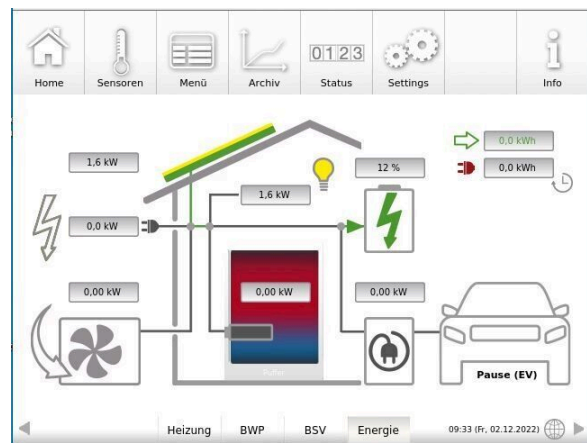 Home Sensoren Menü Archiv Status Settings Info
0123
1,6 kW
12 %
0,0 kWh
0,0 kWh
1,6 kW
0,0 kW
0,00 kW
0,00 kW
0,00 kW
Puffer
Pause (EV)
Heizung BWP BSV Energie 09:33 (Fr, 02.12.2022)